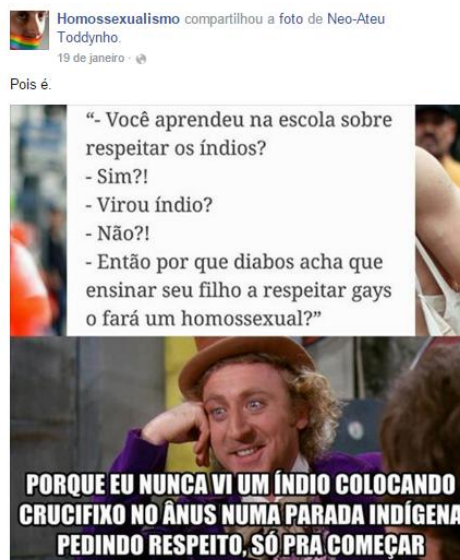 Homossexualismo compartilhou a foto de Neo-Ateu
Toddynho.
19 de janeiro ·
Pois é.
“- Você aprendeu na escola sobre
respeitar os índios?
- Sim?!
- Virou índio?
- Não?!
- Então por que diabos acha que
ensinar seu filho a respeitar gays
o fará um homossexual?”
PORQUE EU NUNCA VI UM ÍNDIO COLOCANDO
CRUCIFIXO NO ÂNUS NUMA PARADA INDÍGENA
PEDINDO RESPEITO, SÓ PRA COMEÇAR